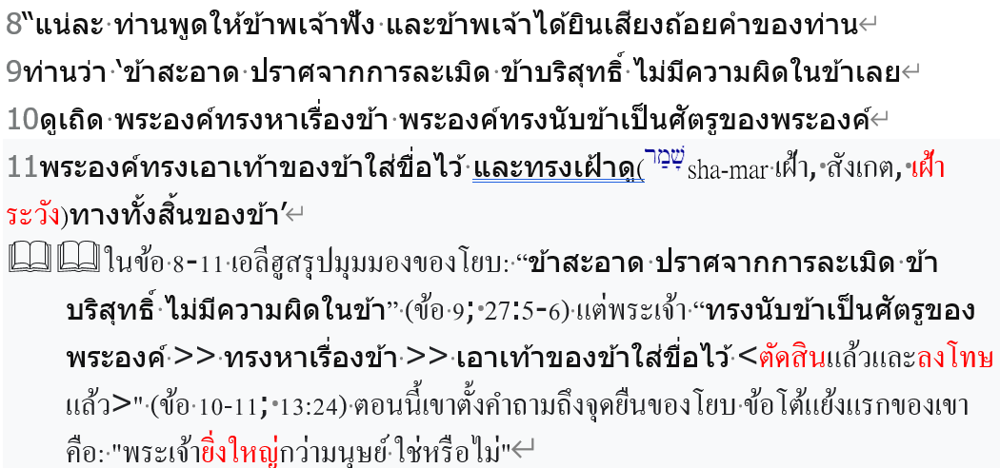 8“แน่ละ ท่านพูดให้ข้าพเจ้าฟัง และข้าพเจ้าได้ยินเสียงถ้อยคำของท่าน
9ท่านว่า ‘ข้าสะอาด ปราศจากการละเมิด ข้าบริสุทธิ์ ไม่มีความผิดในข้าเลย
10ดูเถิด พระองค์ทรงหาเรื่องข้า พระองค์ทรงนับข้าเป็นศัตรูของพระองค์
11พระองค์ทรงเอาเท้าของข้าใส่ขื่อไว้ และทรงเฝ้าดู(שָׁמַר sha-mar เฝ้า, สังเกต, เฝ้า
ระวัง)ทางทั้งสิ้นของข้า’
ในข้อ 8-11 เอลีฮูสรุปมุมมองของโยบ: “ข้าสะอาด ปราศจากการละเมิด ข้า
บริสุทธิ์ ไม่มีความผิดในข้า” (ข้อ 9; 27:5-6) แต่พระเจ้า “ทรงนับข้าเป็นศัตรูของ
พระองค์ >> ทรงหาเรื่องข้า >> เอาเท้าของข้าใส่ขื่อไว้ <ตัดสินแล้วและลงโทษ
แล้ว>" (ข้อ 10-11; 13:24) ตอนนี้เขาตั้งคำถามถึงจุดยืนของโยบ ข้อโต้แย้งแรกของเขา
คือ: "พระเจ้ายิ่งใหญ่กว่ามนุษย์ ใช่หรือไม่"